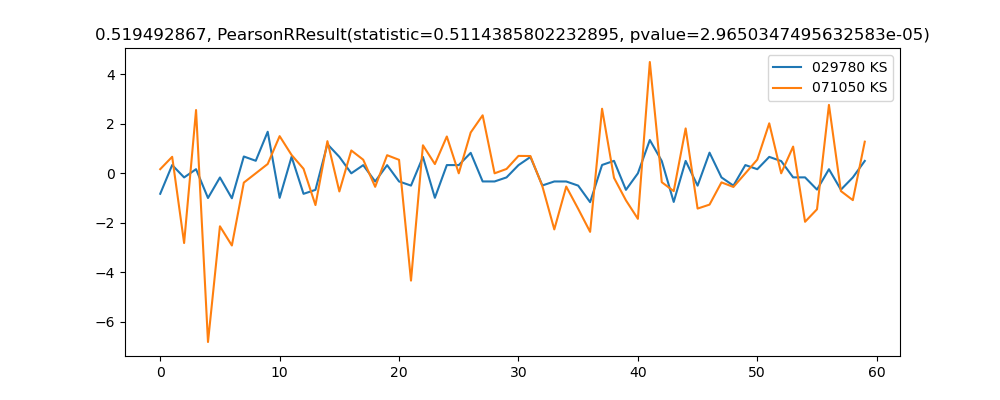 0.519492867, PearsonRResult(statistic=0.5114385802232895, pvalue=2.9650347495632583e-05)
029780 KS
071050 KS
4
2
0
−2
−4
−6
0 10 20 30 40 50 60